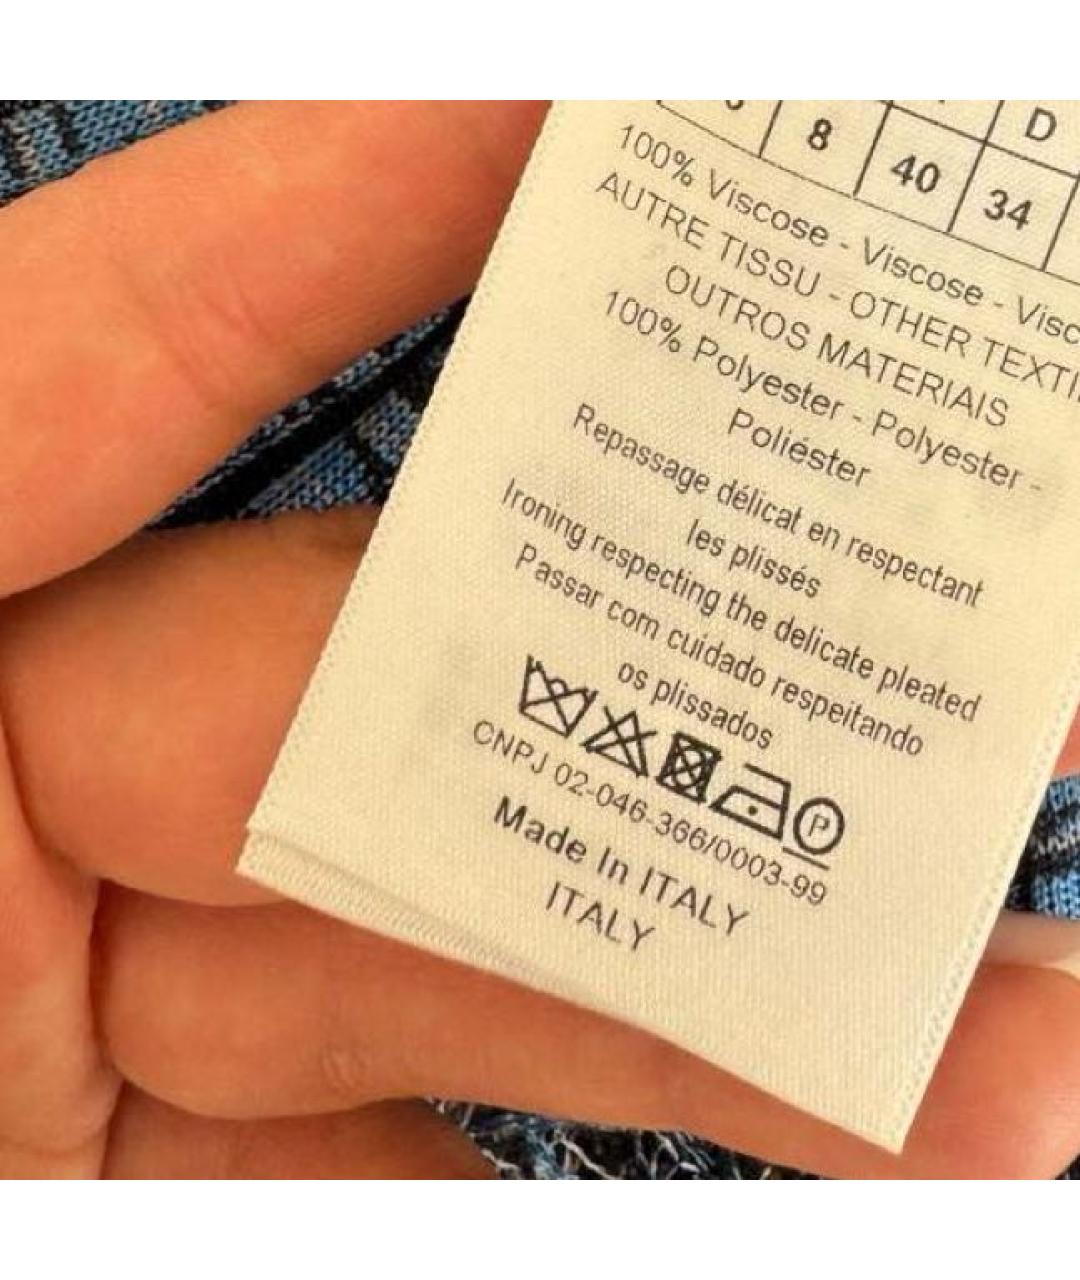 D
8 40 34
100% Viscose - Viscose -
AUTRE TISSU - OTHER
OUTROS MATERIAIS
100% Polyester - Polyester -
Poliéster
Repassage délicat en respectant
les plissés
Ironing respecting the delicate pleated
Passar com cuidado respeitando
os plissados
P
CNPJ 02-046-366/0003-99
Made In ITALY
ITALY